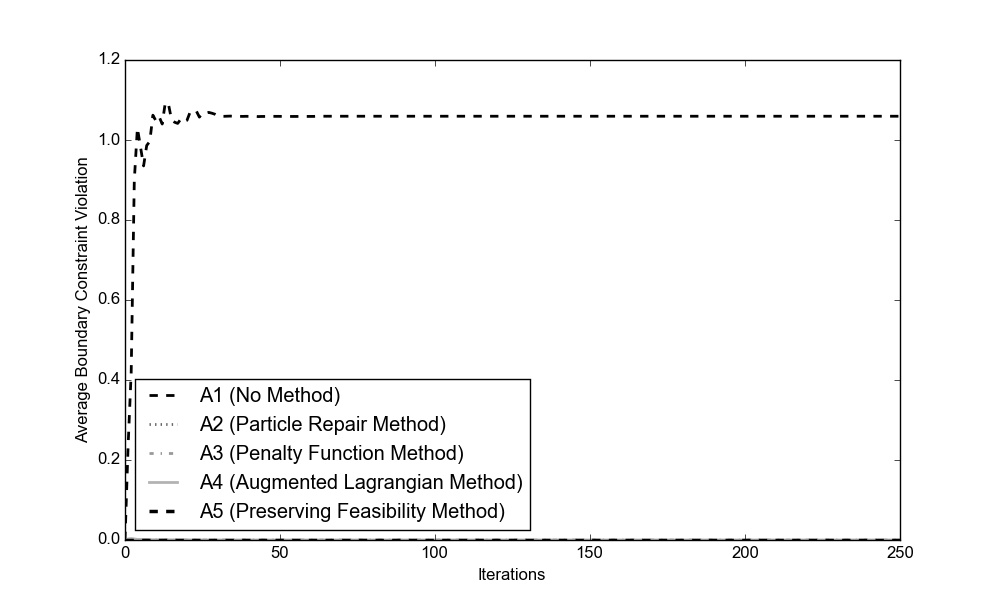 1.2
1.0
0.8
0.6
0.4
0.2
0.0
Average Boundary Constraint Violation
A1 (No Method)
A2 (Particle Repair Method)
A3 (Penalty Function Method)
A4 (Augmented Lagrangian Method)
A5 (Preserving Feasibility Method)
0 50 100 150 200 250
Iterations